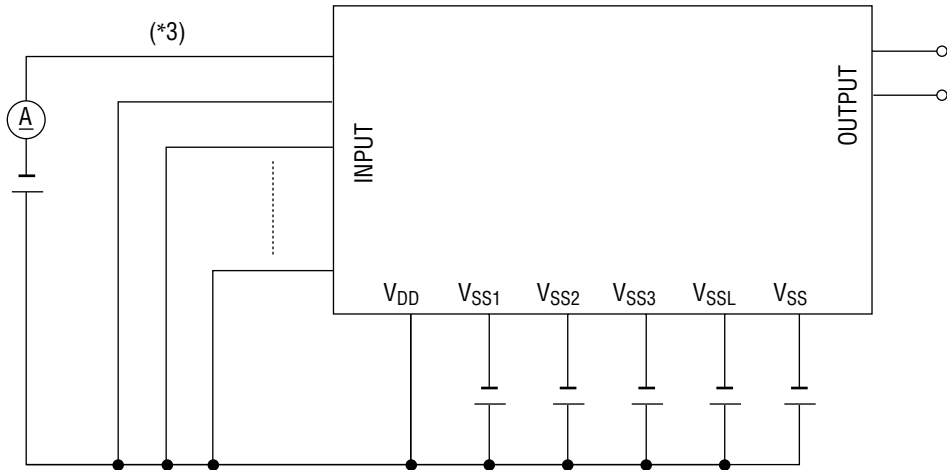 (*3)
A
INPUT
OUTPUT
VDD VSS1 VSS2 VSS3 VSSL VSS